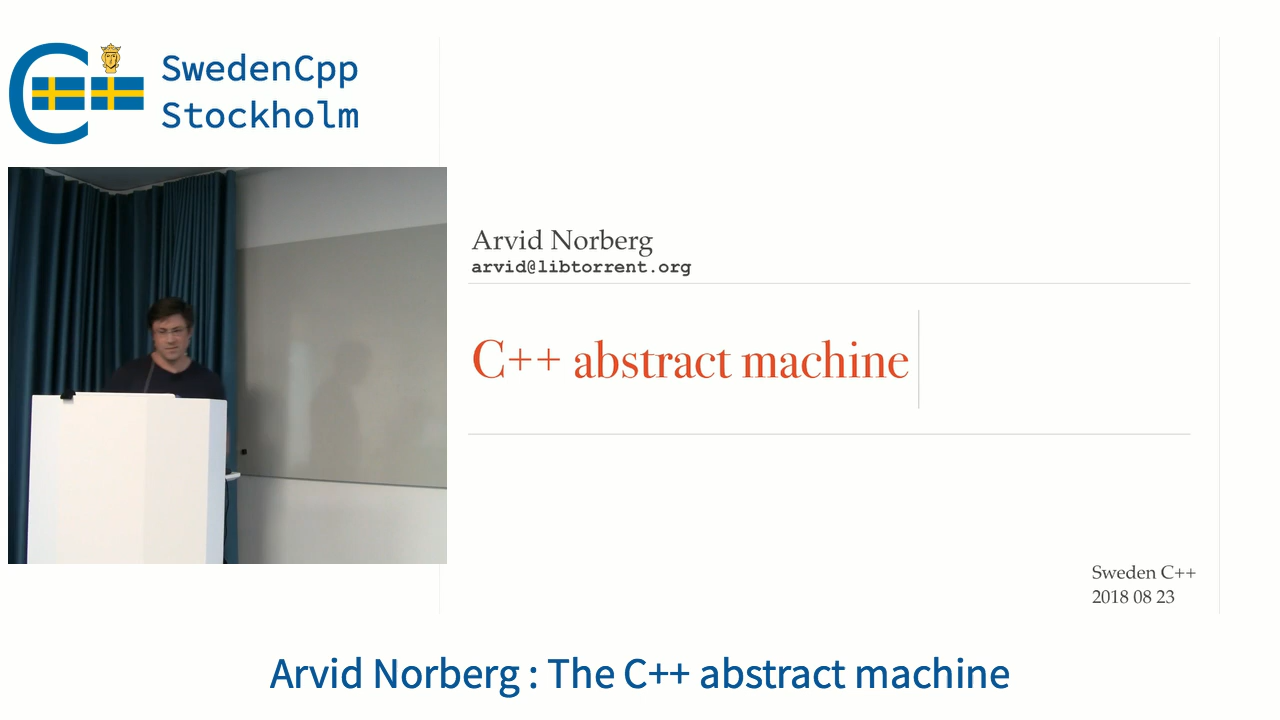 C++
SwedenCpp
Stockholm
Arvid Norberg
arvid@libtorrent.org
C++ abstract machine
Sweden C++
2018 08 23
Arvid Norberg : The C++ abstract machine